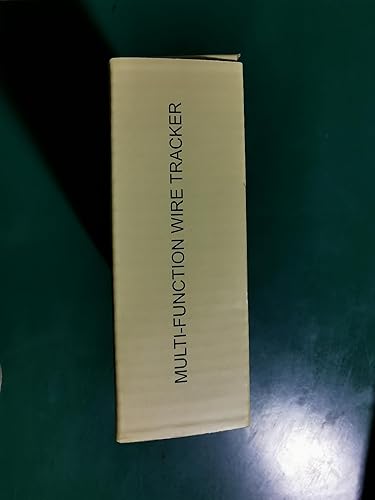 MULTI-FUNCTION WIRE TRACKER